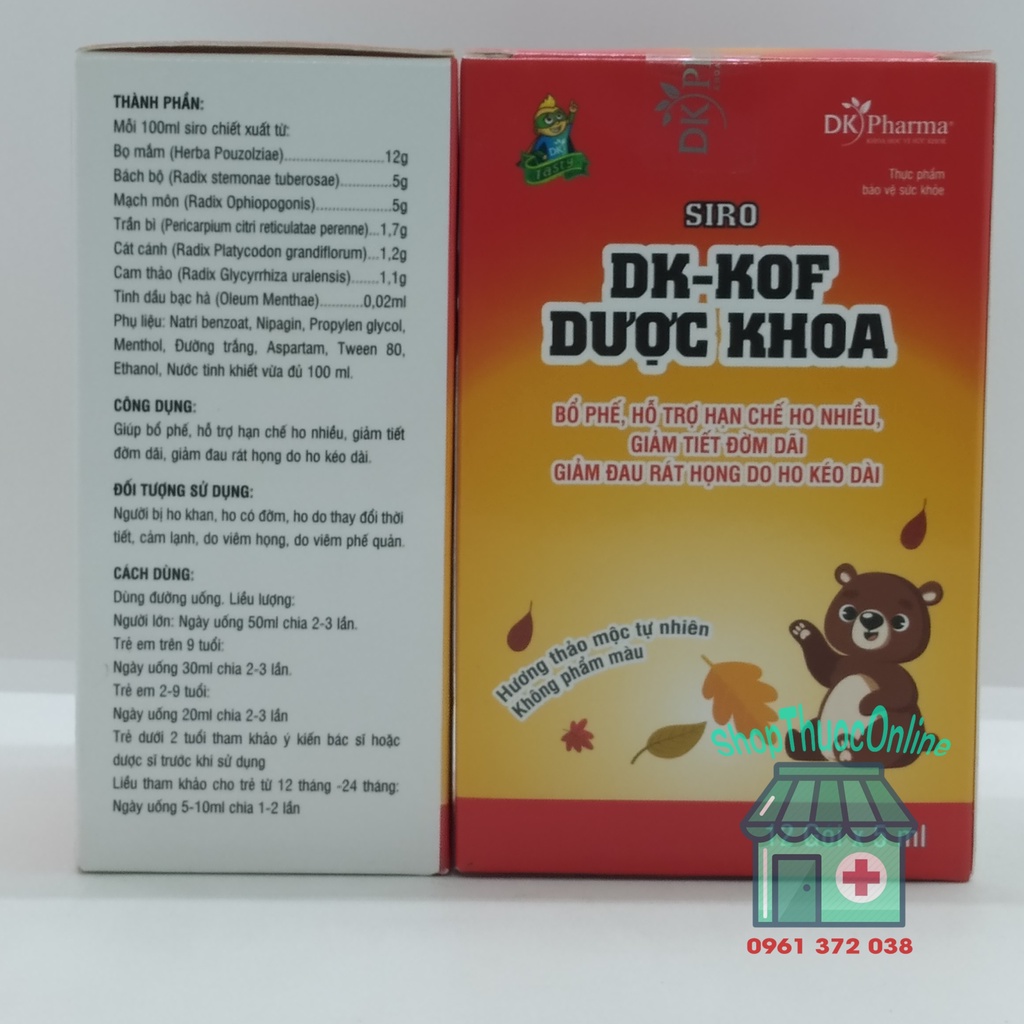 THÀNH PHẦN:
Mỗi 100ml siro chiết xuất từ:
Bọ mắm (Herba Pouzolziae)..............................12g
Bách bộ (Radix stemonae tuberosae)...............5g
Mạch môn (Radix Ophiopogonis)......................5g
Trần bì (Pericarpium citri reticulatae perenne)...1,7g
Cát cánh (Radix Platycodon grandiflorum)...1,2g
Cam thảo (Radix Glycyrrhiza uralensis).......1,1g
Tinh dầu bạc hà (Oleum Menthae)............0,02ml
Phụ liệu: Natri benzoat, Nipagin, Propylen glycol,
Menthol, Đường trắng, Aspartam, Tween 80,
Ethanol, Nước tinh khiết vừa đủ 100 ml.
CÔNG DỤNG:
Giúp bổ phế, hỗ trợ hạn chế ho nhiều, giảm tiết
đờm dãi, giảm đau rát họng do ho kéo dài.
ĐỐI TƯỢNG SỬ DỤNG:
Người bị ho khan, ho có đờm, ho do thay đổi thời
tiết, cảm lạnh, do viêm họng, do viêm phế quản.
CÁCH DÙNG:
Dùng đường uống. Liều lượng:
Người lớn: Ngày uống 50ml chia 2-3 lần.
Trẻ em trên 9 tuổi:
Ngày uống 30ml chia 2-3 lần.
Trẻ em 2-9 tuổi:
Ngày uống 20ml chia 2-3 lần
Trẻ dưới 2 tuổi tham khảo ý kiến bác sĩ hoặc
dược sĩ trước khi sử dụng
Liều tham khảo cho trẻ từ 12 tháng -24 tháng:
Ngày uống 5-10ml chia 1-2 lần
DK
Tasty
DK P
DK Pharma
Thực phẩm
bảo vệ sức khỏe
SIRO
DK-KOF
DƯỢC KHOA
BỔ PHẾ, HỖ TRỢ HẠN CHẾ HO NHIỀU,
GIẢM TIẾT ĐỜM DÃI
GIẢM ĐAU RÁT HỌNG DO HO KÉO DÀI
Hương thảo mộc tự nhiên
Không phẩm màu
ShopThuocOnline
ml
0961 372 038